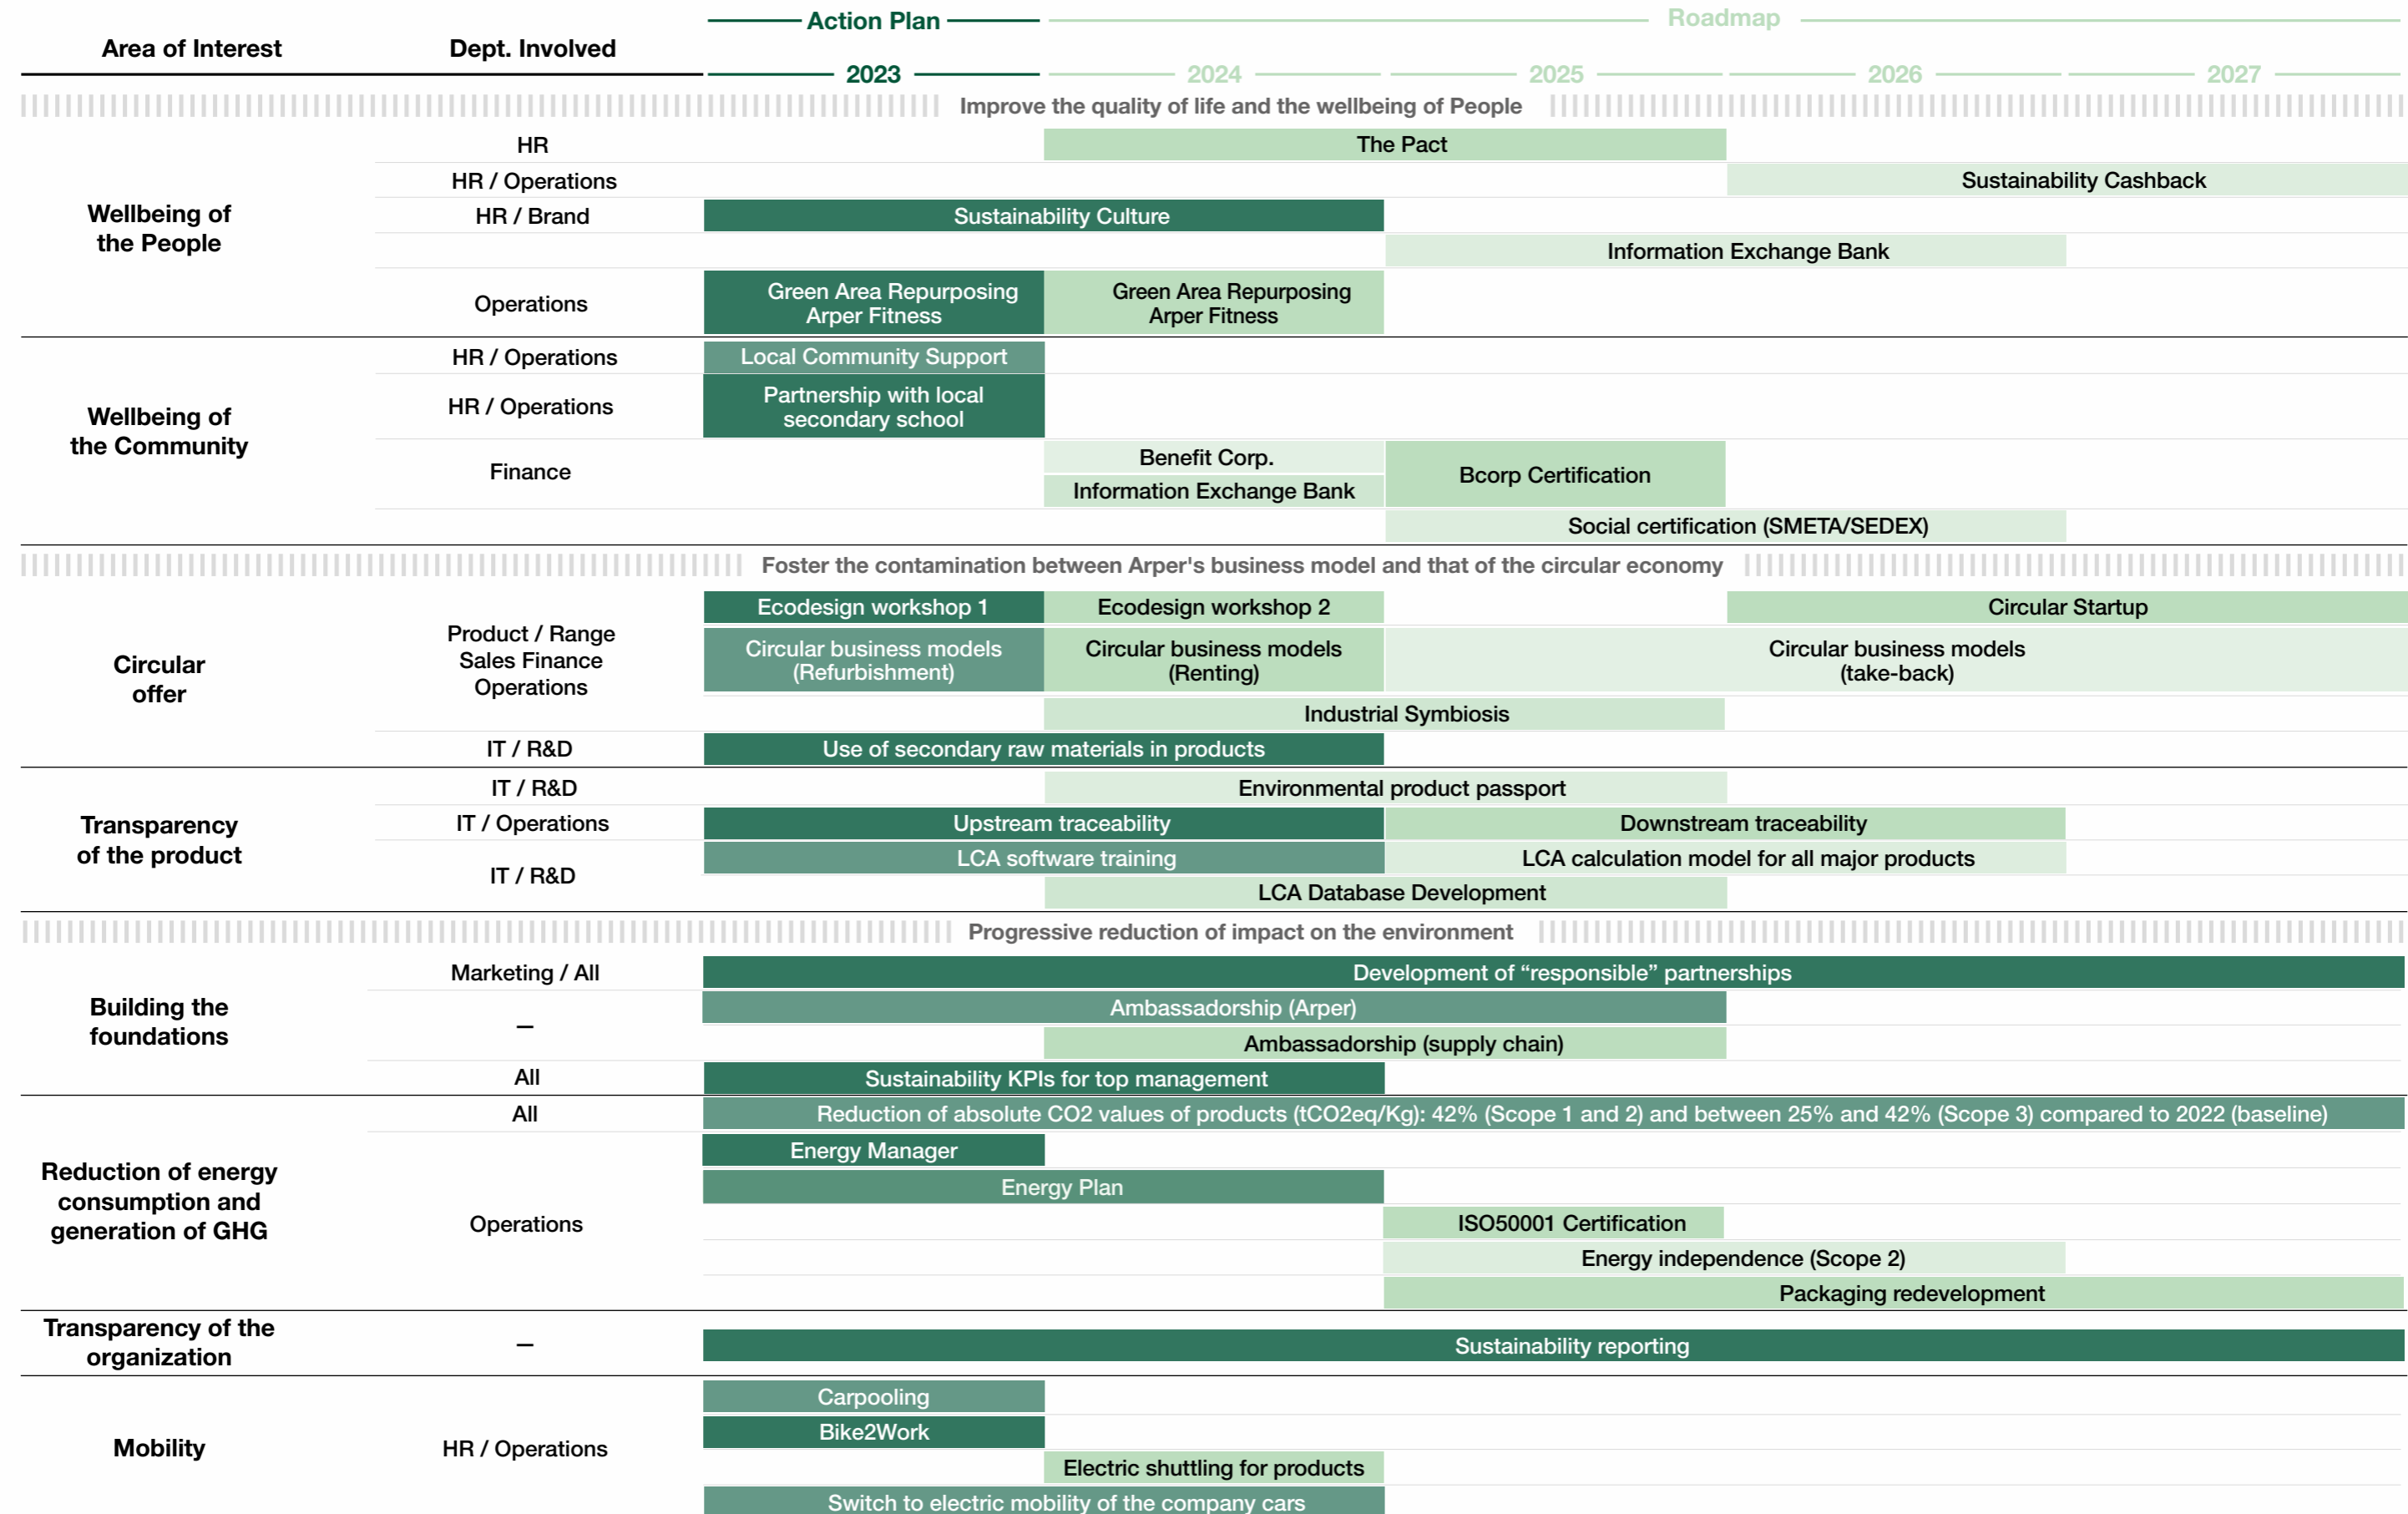 Action Plan
Roadmap
Area of Interest
Dept. Involved
2023
2024
2025
2026
2027
Improve the quality of life and the wellbeing of People
Wellbeing of
the People
HR
The Pact
HR / Operations
Sustainability Cashback
HR / Brand
Sustainability Culture
Information Exchange Bank
Operations
Green Area Repurposing
Arper Fitness
Green Area Repurposing
Arper Fitness
Wellbeing of
the Community
HR / Operations
Local Community Support
HR / Operations
Partnership with local
secondary school
Finance
Benefit Corp.
Information Exchange Bank
Bcorp Certification
Social certification (SMETA/SEDEX)
Foster the contamination between Arper's business model and that of the circular economy
Circular
offer
Product / Range
Sales Finance
Operations
Ecodesign workshop 1
Ecodesign workshop 2
Circular Startup
Circular business models
(Refurbishment)
Circular business models
(Renting)
Circular business models
(take-back)
Industrial Symbiosis
IT / R&D
Use of secondary raw materials in products
Transparency
of the product
IT / R&D
Environmental product passport
IT / Operations
Upstream traceability
Downstream traceability
IT / R&D
LCA software training
LCA calculation model for all major products
LCA Database Development
Progressive reduction of impact on the environment
Building the
foundations
Marketing / All
Development of “responsible” partnerships
–
Ambassadorship (Arper)
Ambassadorship (supply chain)
All
Sustainability KPIs for top management
Reduction of energy
consumption and
generation of GHG
All
Reduction of absolute CO2 values of products (tCO2eq/Kg): 42% (Scope 1 and 2) and between 25% and 42% (Scope 3) compared to 2022 (baseline)
Operations
Energy Manager
Energy Plan
ISO50001 Certification
Energy independence (Scope 2)
Packaging redevelopment
Transparency of the
organization
–
Sustainability reporting
Mobility
HR / Operations
Carpooling
Bike2Work
Electric shuttling for products
Switch to electric mobility of the company cars